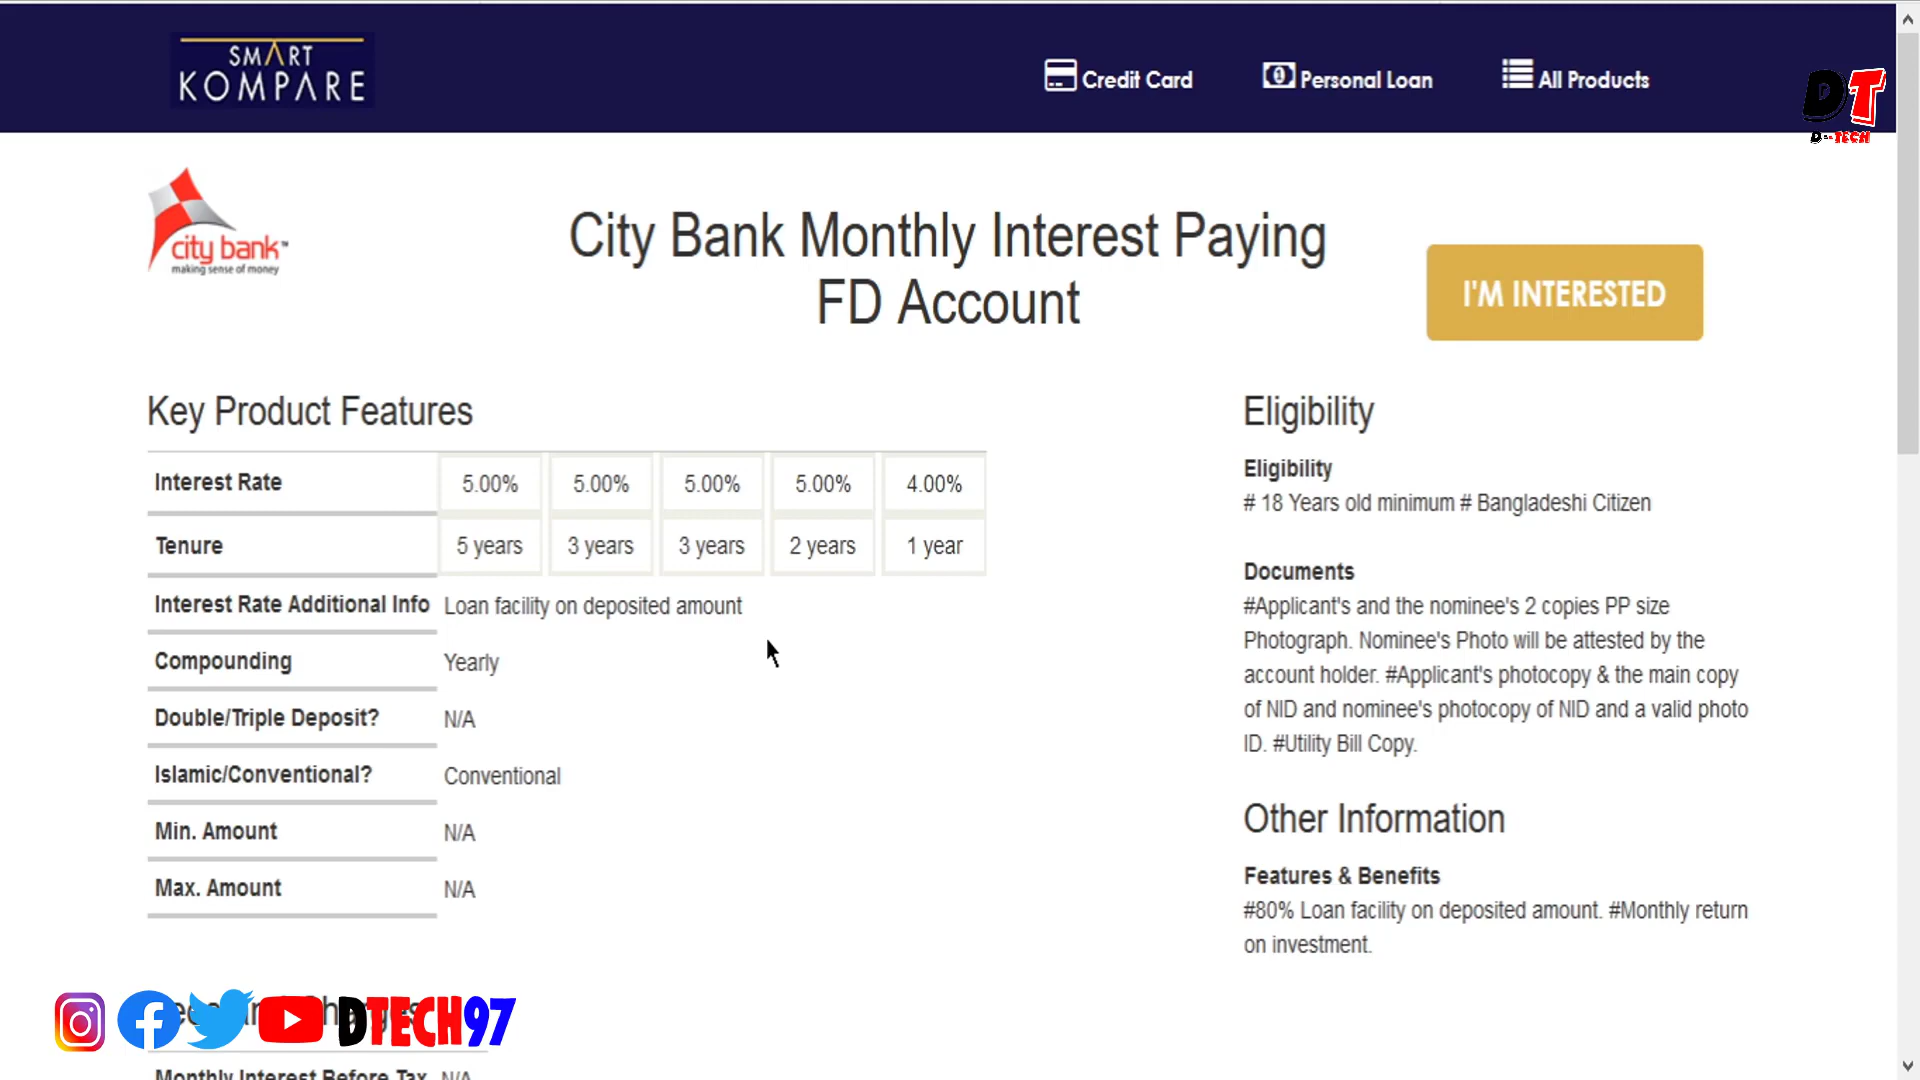 SMART
KOMPARE
Credit Card
Personal Loan
All Products
DT
D--TECH
city bank™
making sense of money
City Bank Monthly Interest Paying
FD Account
I'M INTERESTED
Key Product Features
Interest Rate 5.00% 5.00% 5.00% 5.00% 4.00%
Tenure 5 years 3 years 3 years 2 years 1 year
Interest Rate Additional Info Loan facility on deposited amount
Compounding Yearly
Double/Triple Deposit? N/A
Islamic/Conventional? Conventional
Min. Amount N/A
Max. Amount N/A
Eligibility
Eligibility
# 18 Years old minimum # Bangladeshi Citizen
Documents
#Applicant's and the nominee's 2 copies PP size
Photograph. Nominee's Photo will be attested by the
account holder. #Applicant's photocopy & the main copy
of NID and nominee's photocopy of NID and a valid photo
ID. #Utility Bill Copy.
Other Information
Features & Benefits
#80% Loan facility on deposited amount. #Monthly return
on investment.
DTECH97
Monthly Interest Before Tax N/A